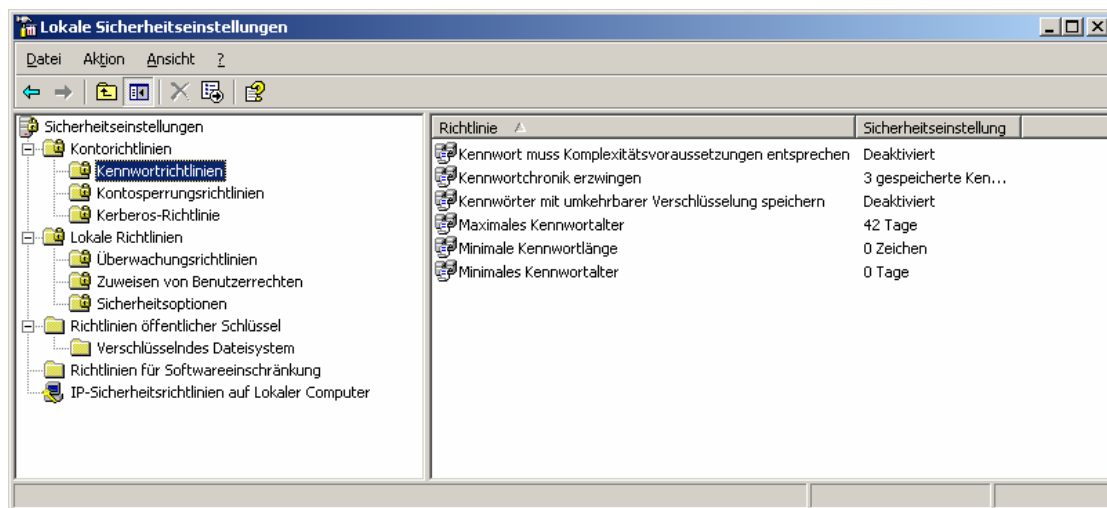 Lokale Sicherheitseinstellungen
Datei Aktion Ansicht ?
Sicherheitseinstellungen
Kontorichtlinien
Kennwortrichtlinien
Kontosperrungsrichtlinien
Kerberos-Richtlinie
Lokale Richtlinien
Überwachungsrichtlinien
Zuweisen von Benutzerrechten
Sicherheitsoptionen
Richtlinien öffentlicher Schlüssel
Verschlüsselndes Dateisystem
Richtlinien für Softwareeinschränkung
IP-Sicherheitsrichtlinien auf Lokaler Computer
Richtlinie Sicherheitseinstellung
Kennwort muss Komplexitätsvoraussetzungen entsprechen Deaktiviert
Kennwortchronik erzwingen 3 gespeicherte Ken...
Kennwörter mit umkehrbarer Verschlüsselung speichern Deaktiviert
Maximales Kennwortalter 42 Tage
Minimale Kennwortlänge 0 Zeichen
Minimales Kennwortalter 0 Tage